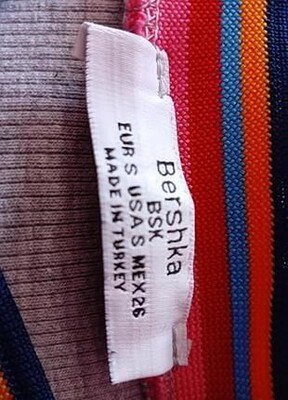 Bershka
BSK
EUR S USA S MEX 26
MADE IN TURKEY